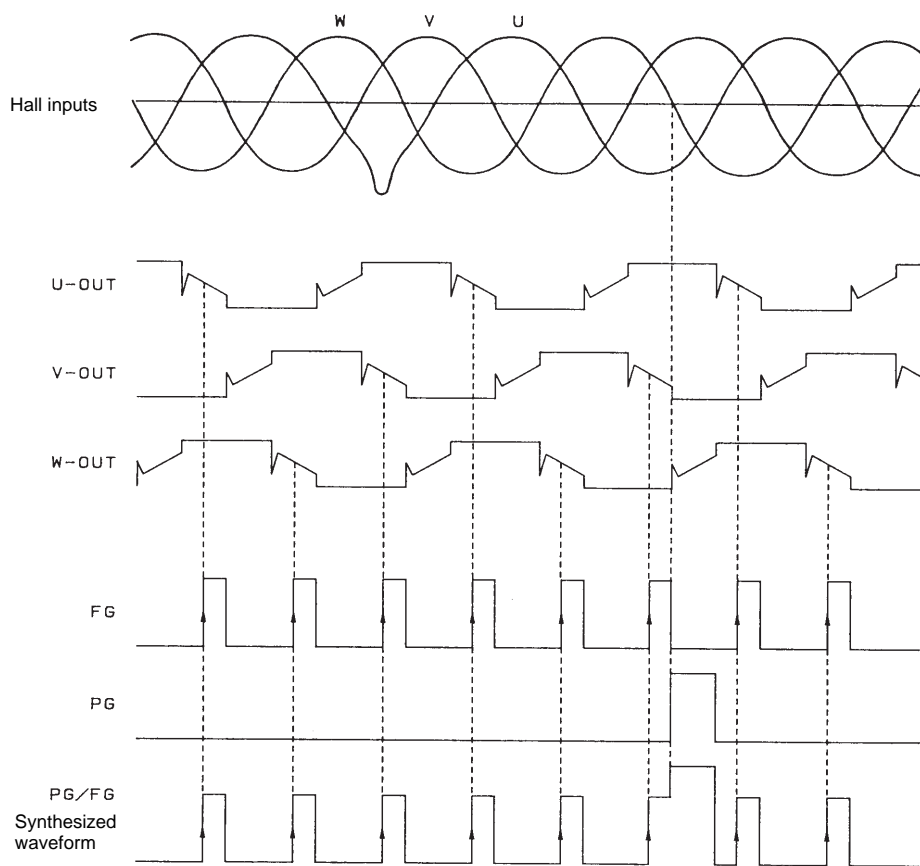 W V U
Hall inputs
U-OUT
V-OUT
W-OUT
FG
PG
PG/FG
Synthesized
waveform